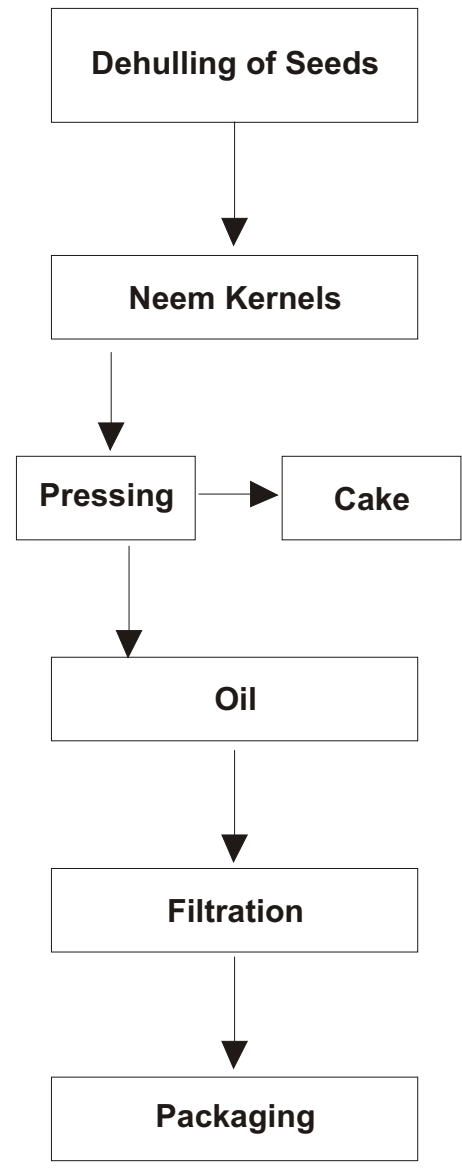 Dehulling of Seeds
Neem Kernels
Pressing
Cake
Oil
Filtration
Packaging